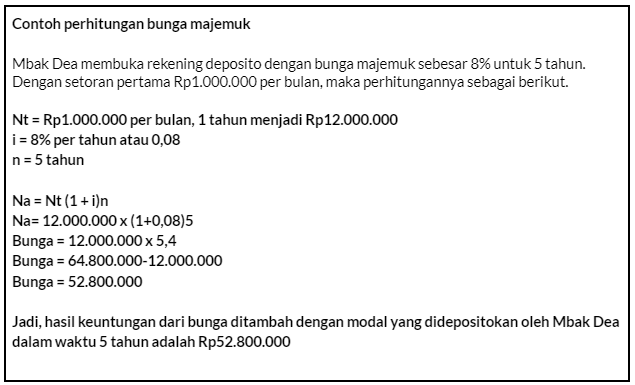 Contoh perhitungan bunga majemuk
Mbak Dea membuka rekening deposito dengan bunga majemuk sebesar 8% untuk 5 tahun.
Dengan setoran pertama Rp1.000.000 per bulan, maka perhitungannya sebagai berikut.
Nt = Rp1.000.000 per bulan, 1 tahun menjadi Rp12.000.000
i = 8% per tahun atau 0,08
n = 5 tahun
Na = Nt (1 + i)n
Na= 12.000.000 x (1+0,08)5
Bunga = 12.000.000 x 5,4
Bunga = 64.800.000-12.000.000
Bunga = 52.800.000
Jadi, hasil keuntungan dari bunga ditambah dengan modal yang didepositokan oleh Mbak Dea
dalam waktu 5 tahun adalah Rp52.800.000